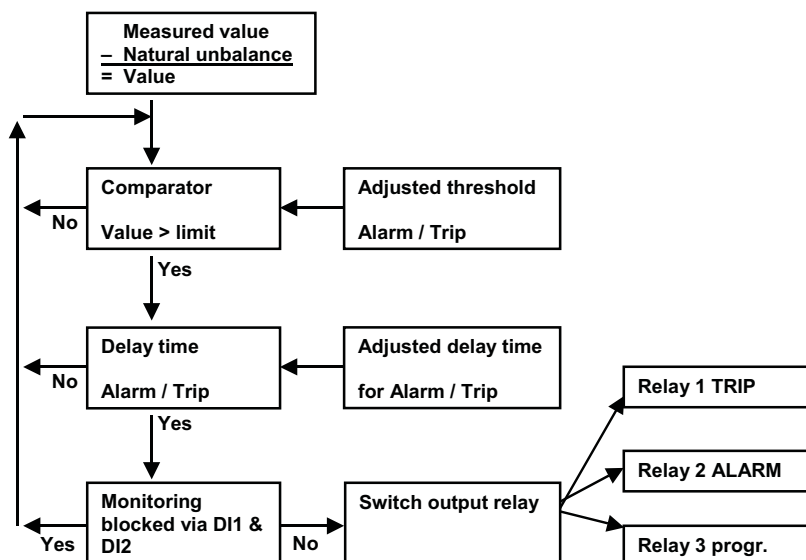 Measured value
– Natural unbalance
= Value
Comparator
Value > limit
Adjusted threshold
Alarm / Trip
No
Yes
Delay time
Alarm / Trip
Adjusted delay time
for Alarm / Trip
No
Yes
Relay 1 TRIP
Relay 2 ALARM
Relay 3 progr.
Monitoring
blocked via DI1 &
DI2
Switch output relay
Yes
No